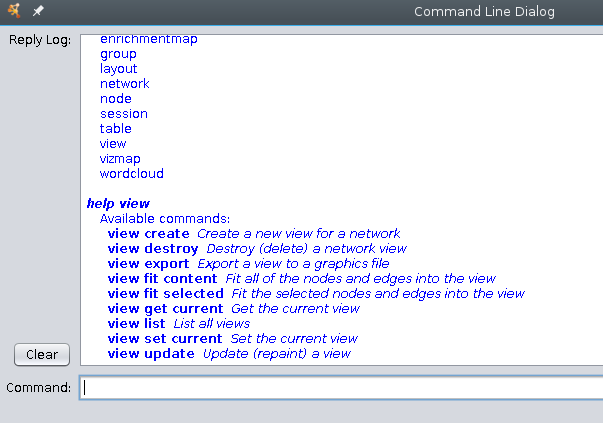 Command Line Dialog
Reply Log:
enrichmentmap
group
layout
network
node
session
table
view
vizmap
wordcloud
help view
Available commands:
view create Create a new view for a network
view destroy Destroy (delete) a network view
view export Export a view to a graphics file
view fit content Fit all of the nodes and edges into the view
view fit selected Fit the selected nodes and edges into the view
view get current Get the current view
view list List all views
view set current Set the current view
view update Update (repaint) a view
Clear
Command: